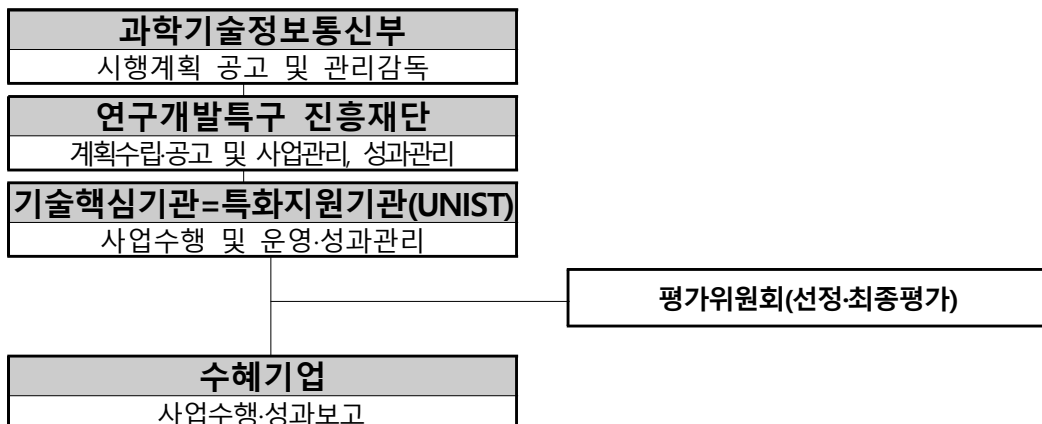 과학기술정보통신부
시행계획 공고 및 관리감독
연구개발특구 진흥재단
계획수립·공고 및 사업관리, 성과관리
기술핵심기관=특화지원기관(UNIST)
사업수행 및 운영·성과관리
평가위원회(선정·최종평가)
수혜기업
사업수행·성과보고